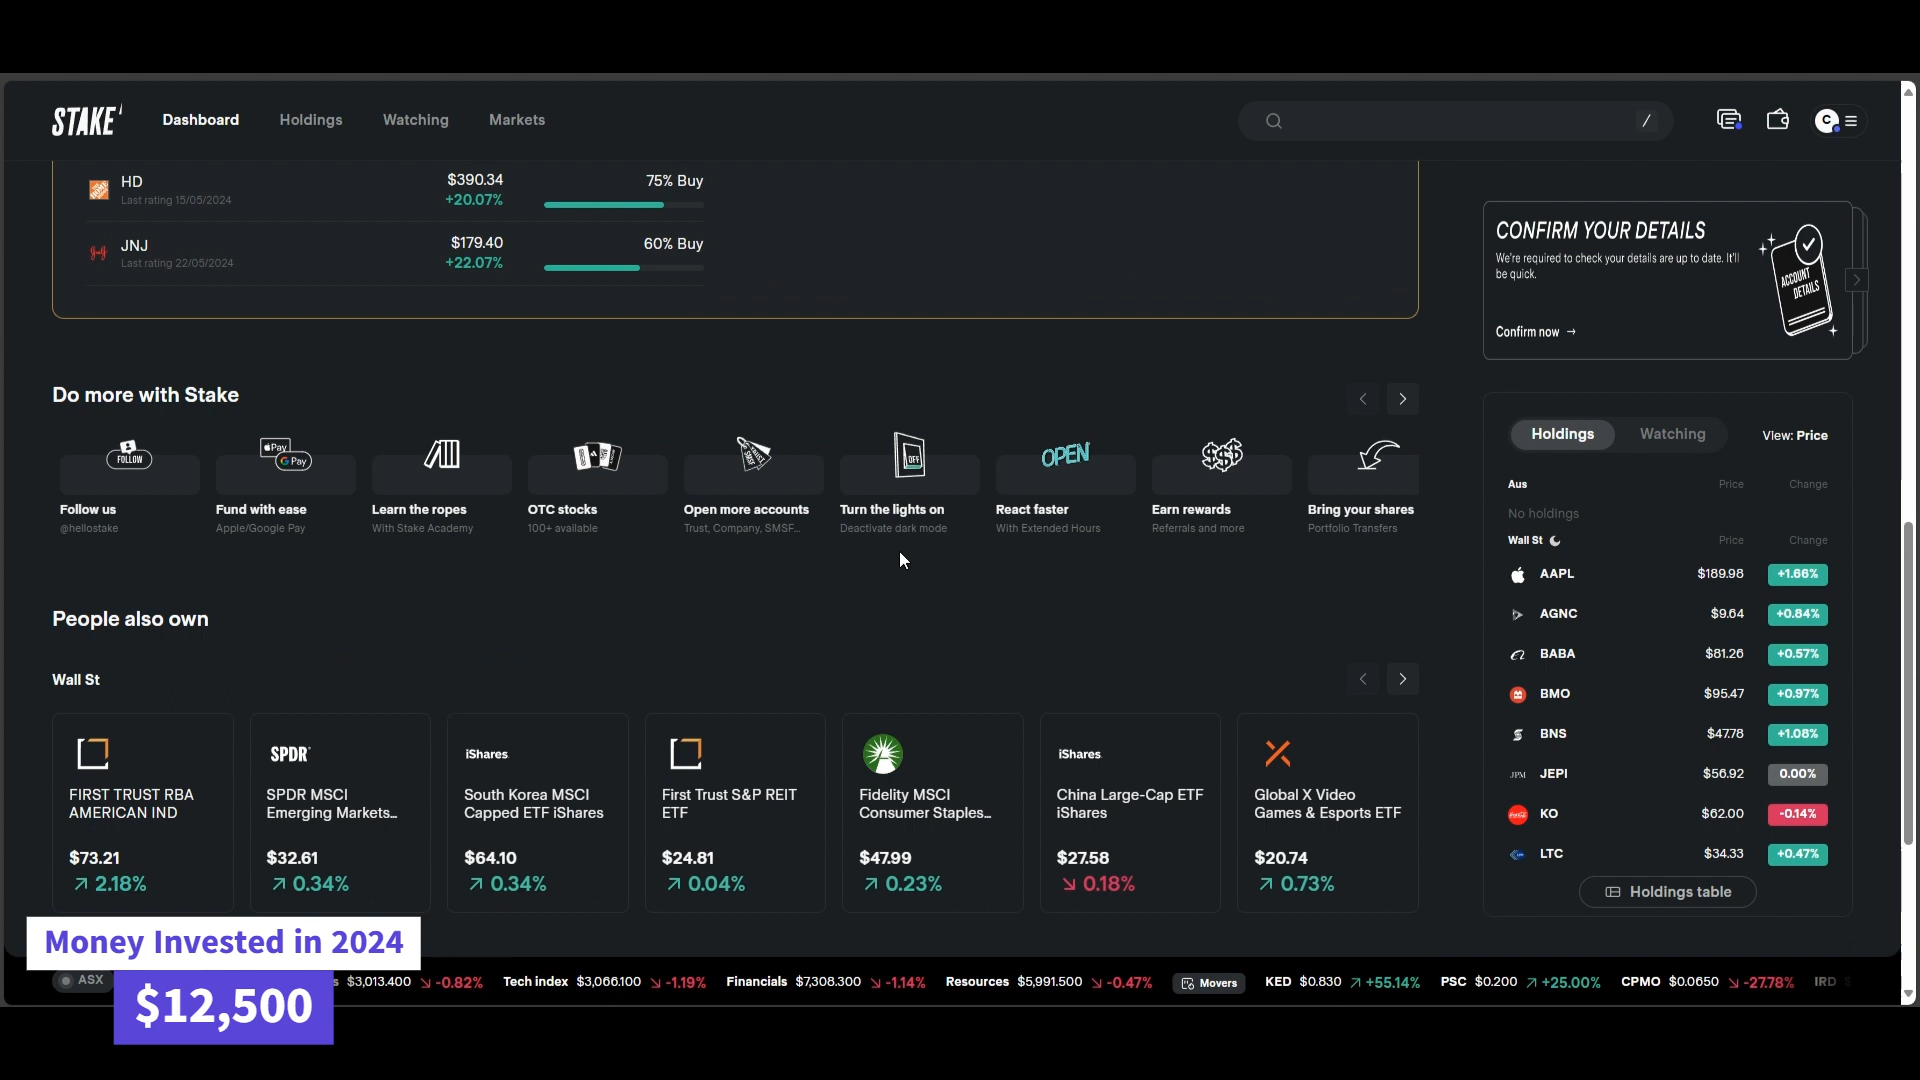 STAKE
Dashboard Holdings Watching Markets
/
C
HD $390.34 75% Buy
Last rating 15/05/2024 +20.07%
JNJ $179.40 60% Buy
Last rating 22/05/2024 +22.07%
CONFIRM YOUR DETAILS
We're required to check your details are up to date. It'll
be quick.
ACCOUNT
DETAILS
Confirm now →
Do more with Stake
FOLLOW
Pay
G Pay
OFF
OPEN
$$$
Follow us
@hellostake
Fund with ease
Apple/Google Pay
Learn the ropes
With Stake Academy
OTC stocks
100+ available
Open more accounts
Trust, Company, SMSF...
Turn the lights on
Deactivate dark mode
React faster
With Extended Hours
Earn rewards
Referrals and more
Bring your shares
Portfolio Transfers
People also own
Wall St
FIRST TRUST RBA
AMERICAN IND
$73.21
2.18%
SPDR
SPDR MSCI
Emerging Markets...
$32.61
0.34%
iShares
South Korea MSCI
Capped ETF iShares
$64.10
0.34%
First Trust S&P REIT
ETF
$24.81
0.04%
Fidelity MSCI
Consumer Staples...
$47.99
0.23%
iShares
China Large-Cap ETF
iShares
$27.58
0.18%
Global X Video
Games & Esports ETF
$20.74
0.73%
Holdings Watching View: Price
Aus Price Change
No holdings
Wall St Price Change
AAPL $189.98 +1.66%
AGNC $9.64 +0.84%
BABA $81.26 +0.57%
BMO $95.47 +0.97%
BNS $47.78 +1.08%
JPM JEPI $56.92 0.00%
KO $62.00 -0.14%
LTC $34.33 +0.47%
Holdings table
Money Invested in 2024
$12,500
ASX s $3,013.400 -0.82% Tech index $3,066.100 -1.19% Financials $7,308.300 -1.14% Resources $5,991.500 -0.47% Movers KED $0.830 +55.14% PSC $0.200 +25.00% CPMO $0.0650 -27.78% IRD $